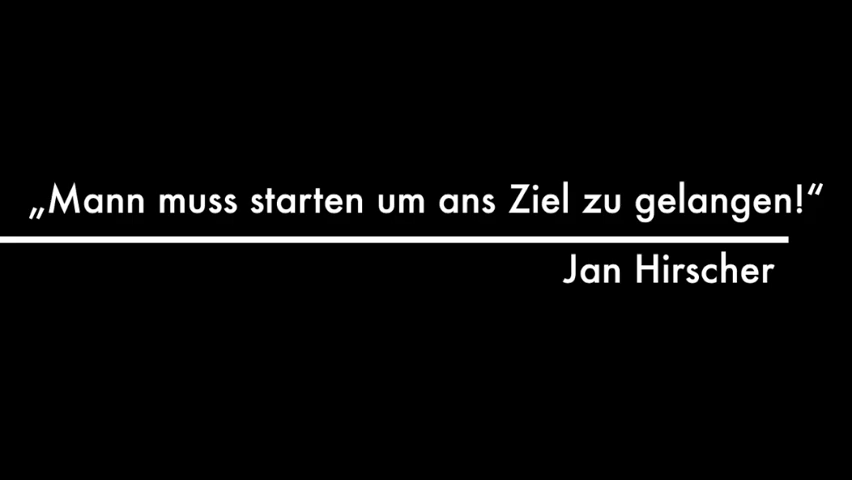 „Mann muss starten um ans Ziel zu gelangen!“
Jan Hirscher